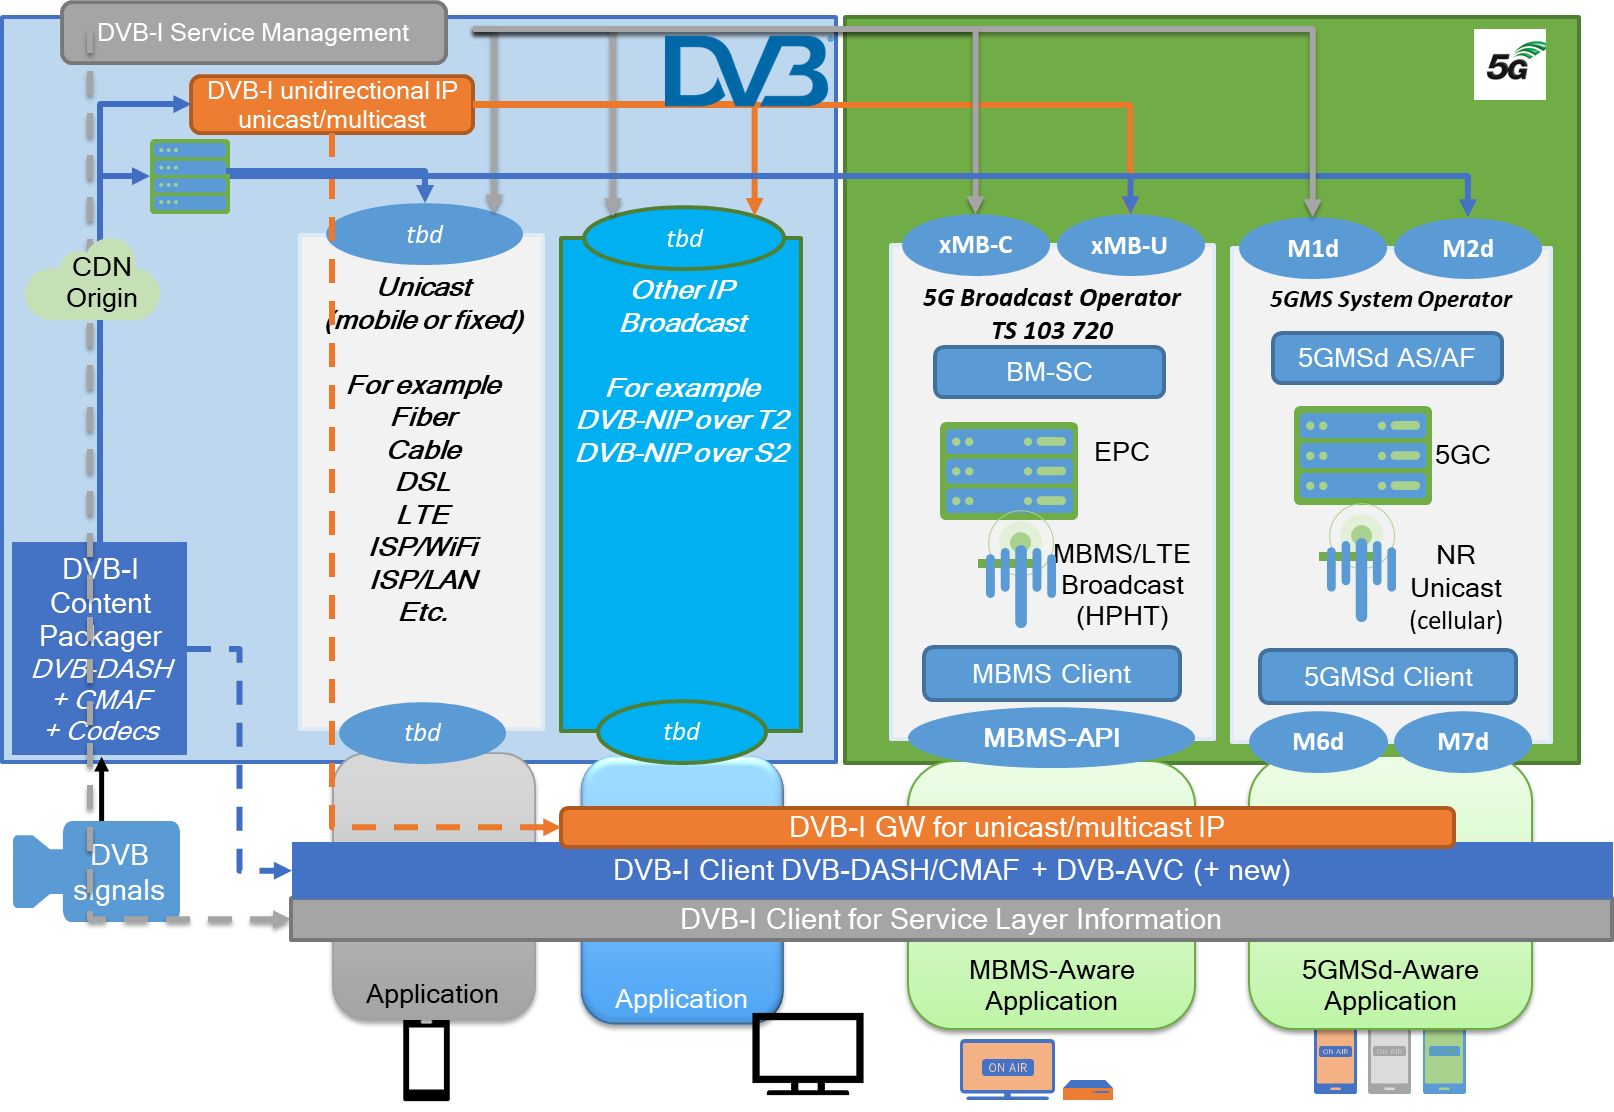 DVB-I Service Management
DVB
5G
DVB-I unidirectional IP
unicast/multicast
CDN
Origin
tbd
Unicast
(mobile or fixed)
For example
Fiber
Cable
DSL
LTE
ISP/WiFi
ISP/LAN
Etc.
tbd
tbd
Other IP
Broadcast
For example
DVB-NIP over T2
DVB-NIP over S2
tbd
xMB-C
xMB-U
5G Broadcast Operator
TS 103 720
BM-SC
EPC
MBMS/LTE
Broadcast
(HPHT)
MBMS Client
MBMS-API
M1d
M2d
5GMS System Operator
5GMSd AS/AF
5GC
NR
Unicast
(cellular)
5GMSd Client
M6d
M7d
DVB-I
Content
Packager
DVB-DASH
+ CMAF
+ Codecs
DVB
signals
DVB-I GW for unicast/multicast IP
DVB-I Client DVB-DASH/CMAF + DVB-AVC (+ new)
DVB-I Client for Service Layer Information
Application
Application
MBMS-Aware
Application
5GMSd-Aware
Application
ON AIR
ON AIR
ON AIR